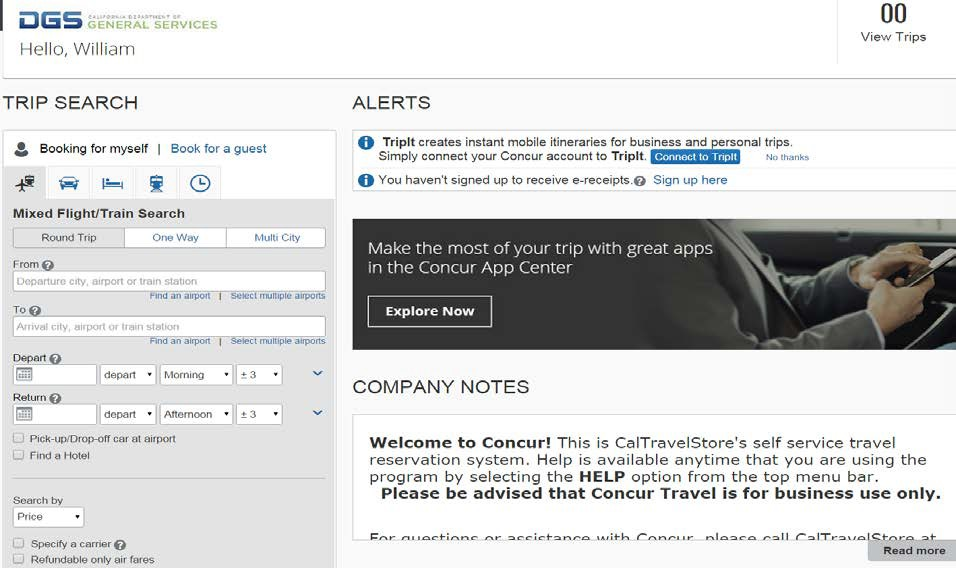 DGS CALIFORNIA DEPARTMENT OF
GENERAL SERVICES
Hello, William
00
View Trips
TRIP SEARCH
Booking for myself | Book for a guest
Mixed Flight/Train Search
Round Trip One Way Multi City
From ?
Departure city, airport or train station
Find an airport | Select multiple airports
To ?
Arrival city, airport or train station
Find an airport | Select multiple airports
Depart ?
depart Morning ± 3
Return ?
depart Afternoon ± 3
Pick-up/Drop-off car at airport
Find a Hotel
Search by
Price
Specify a carrier ?
Refundable only air fares
ALERTS
TripIt creates instant mobile itineraries for business and personal trips.
Simply connect your Concur account to TripIt. Connect to TripIt No thanks
You haven't signed up to receive e-receipts. ? Sign up here
Make the most of your trip with great apps
in the Concur App Center
Explore Now
COMPANY NOTES
Welcome to Concur! This is CalTravelStore's self service travel
reservation system. Help is available anytime that you are using the
program by selecting the HELP option from the top menu bar.
Please be advised that Concur Travel is for business use only.
For questions or assistance with Concur, please call CalTravelStore at
Read more